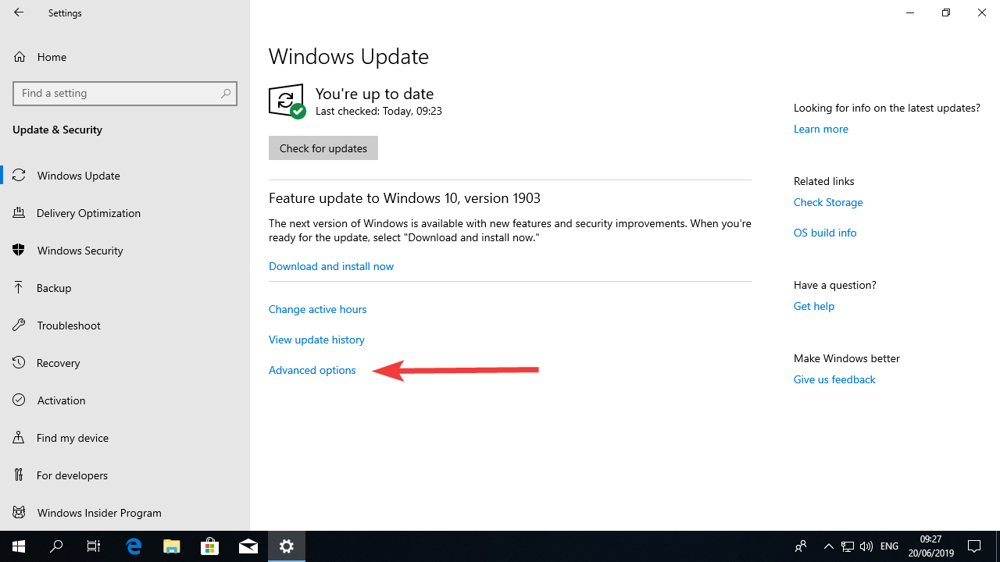 Settings
Home
Find a setting
Update & Security
Windows Update
Delivery Optimization
Windows Security
Backup
Troubleshoot
Recovery
Activation
Find my device
For developers
Windows Insider Program
Windows Update
You're up to date
Last checked: Today, 09:23
Check for updates
Feature update to Windows 10, version 1903
The next version of Windows is available with new features and security improvements. When you're
ready for the update, select "Download and install now."
Download and install now
Change active hours
View update history
Advanced options
Looking for info on the latest updates?
Learn more
Related links
Check Storage
OS build info
Have a question?
Get help
Make Windows better
Give us feedback
ENG
09:27
20/06/2019